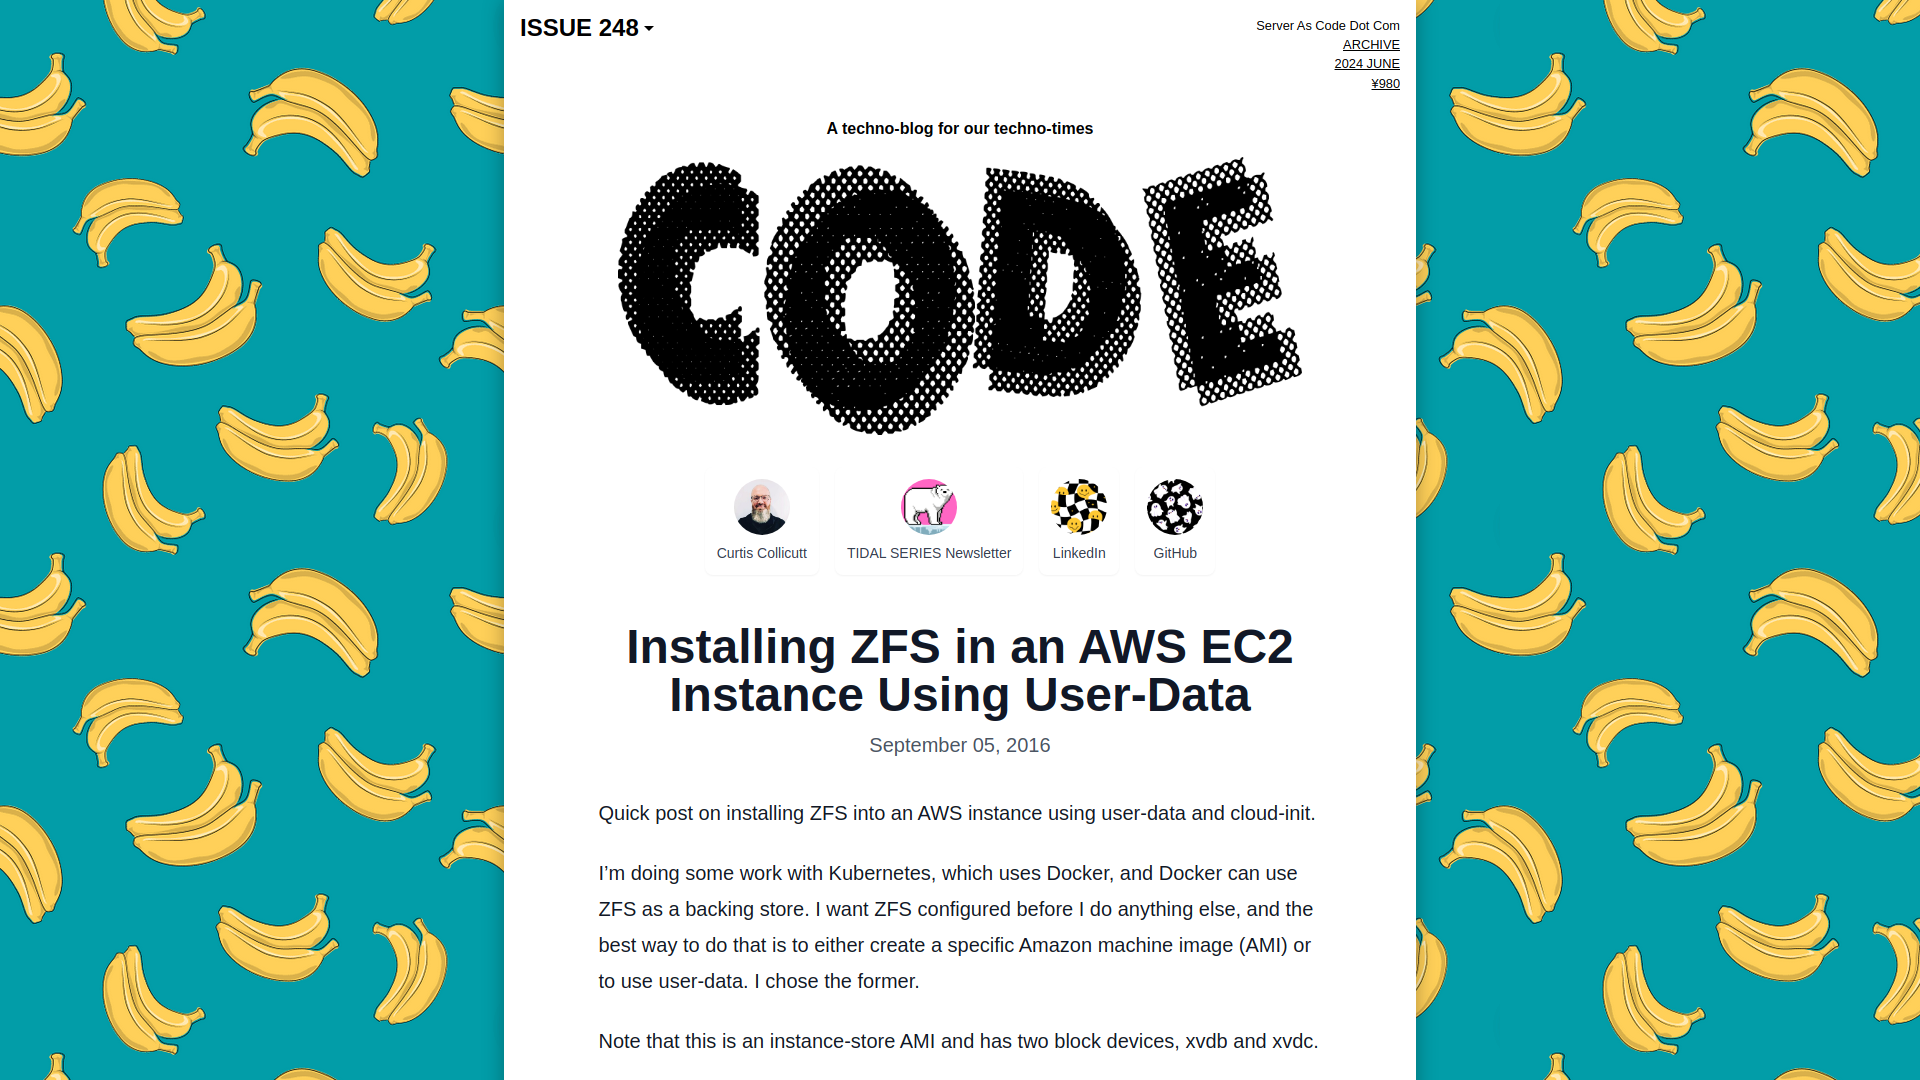 ISSUE 248
Server As Code Dot Com
ARCHIVE
2024 JUNE
¥980
A techno-blog for our techno-times
CODE
Curtis Collicutt
TIDAL SERIES Newsletter
LinkedIn
GitHub
Installing ZFS in an AWS EC2
Instance Using User-Data
September 05, 2016
Quick post on installing ZFS into an AWS instance using user-data and cloud-init.
I’m doing some work with Kubernetes, which uses Docker, and Docker can use
ZFS as a backing store. I want ZFS configured before I do anything else, and the
best way to do that is to either create a specific Amazon machine image (AMI) or
to use user-data. I chose the former.
Note that this is an instance-store AMI and has two block devices, xvdb and xvdc.